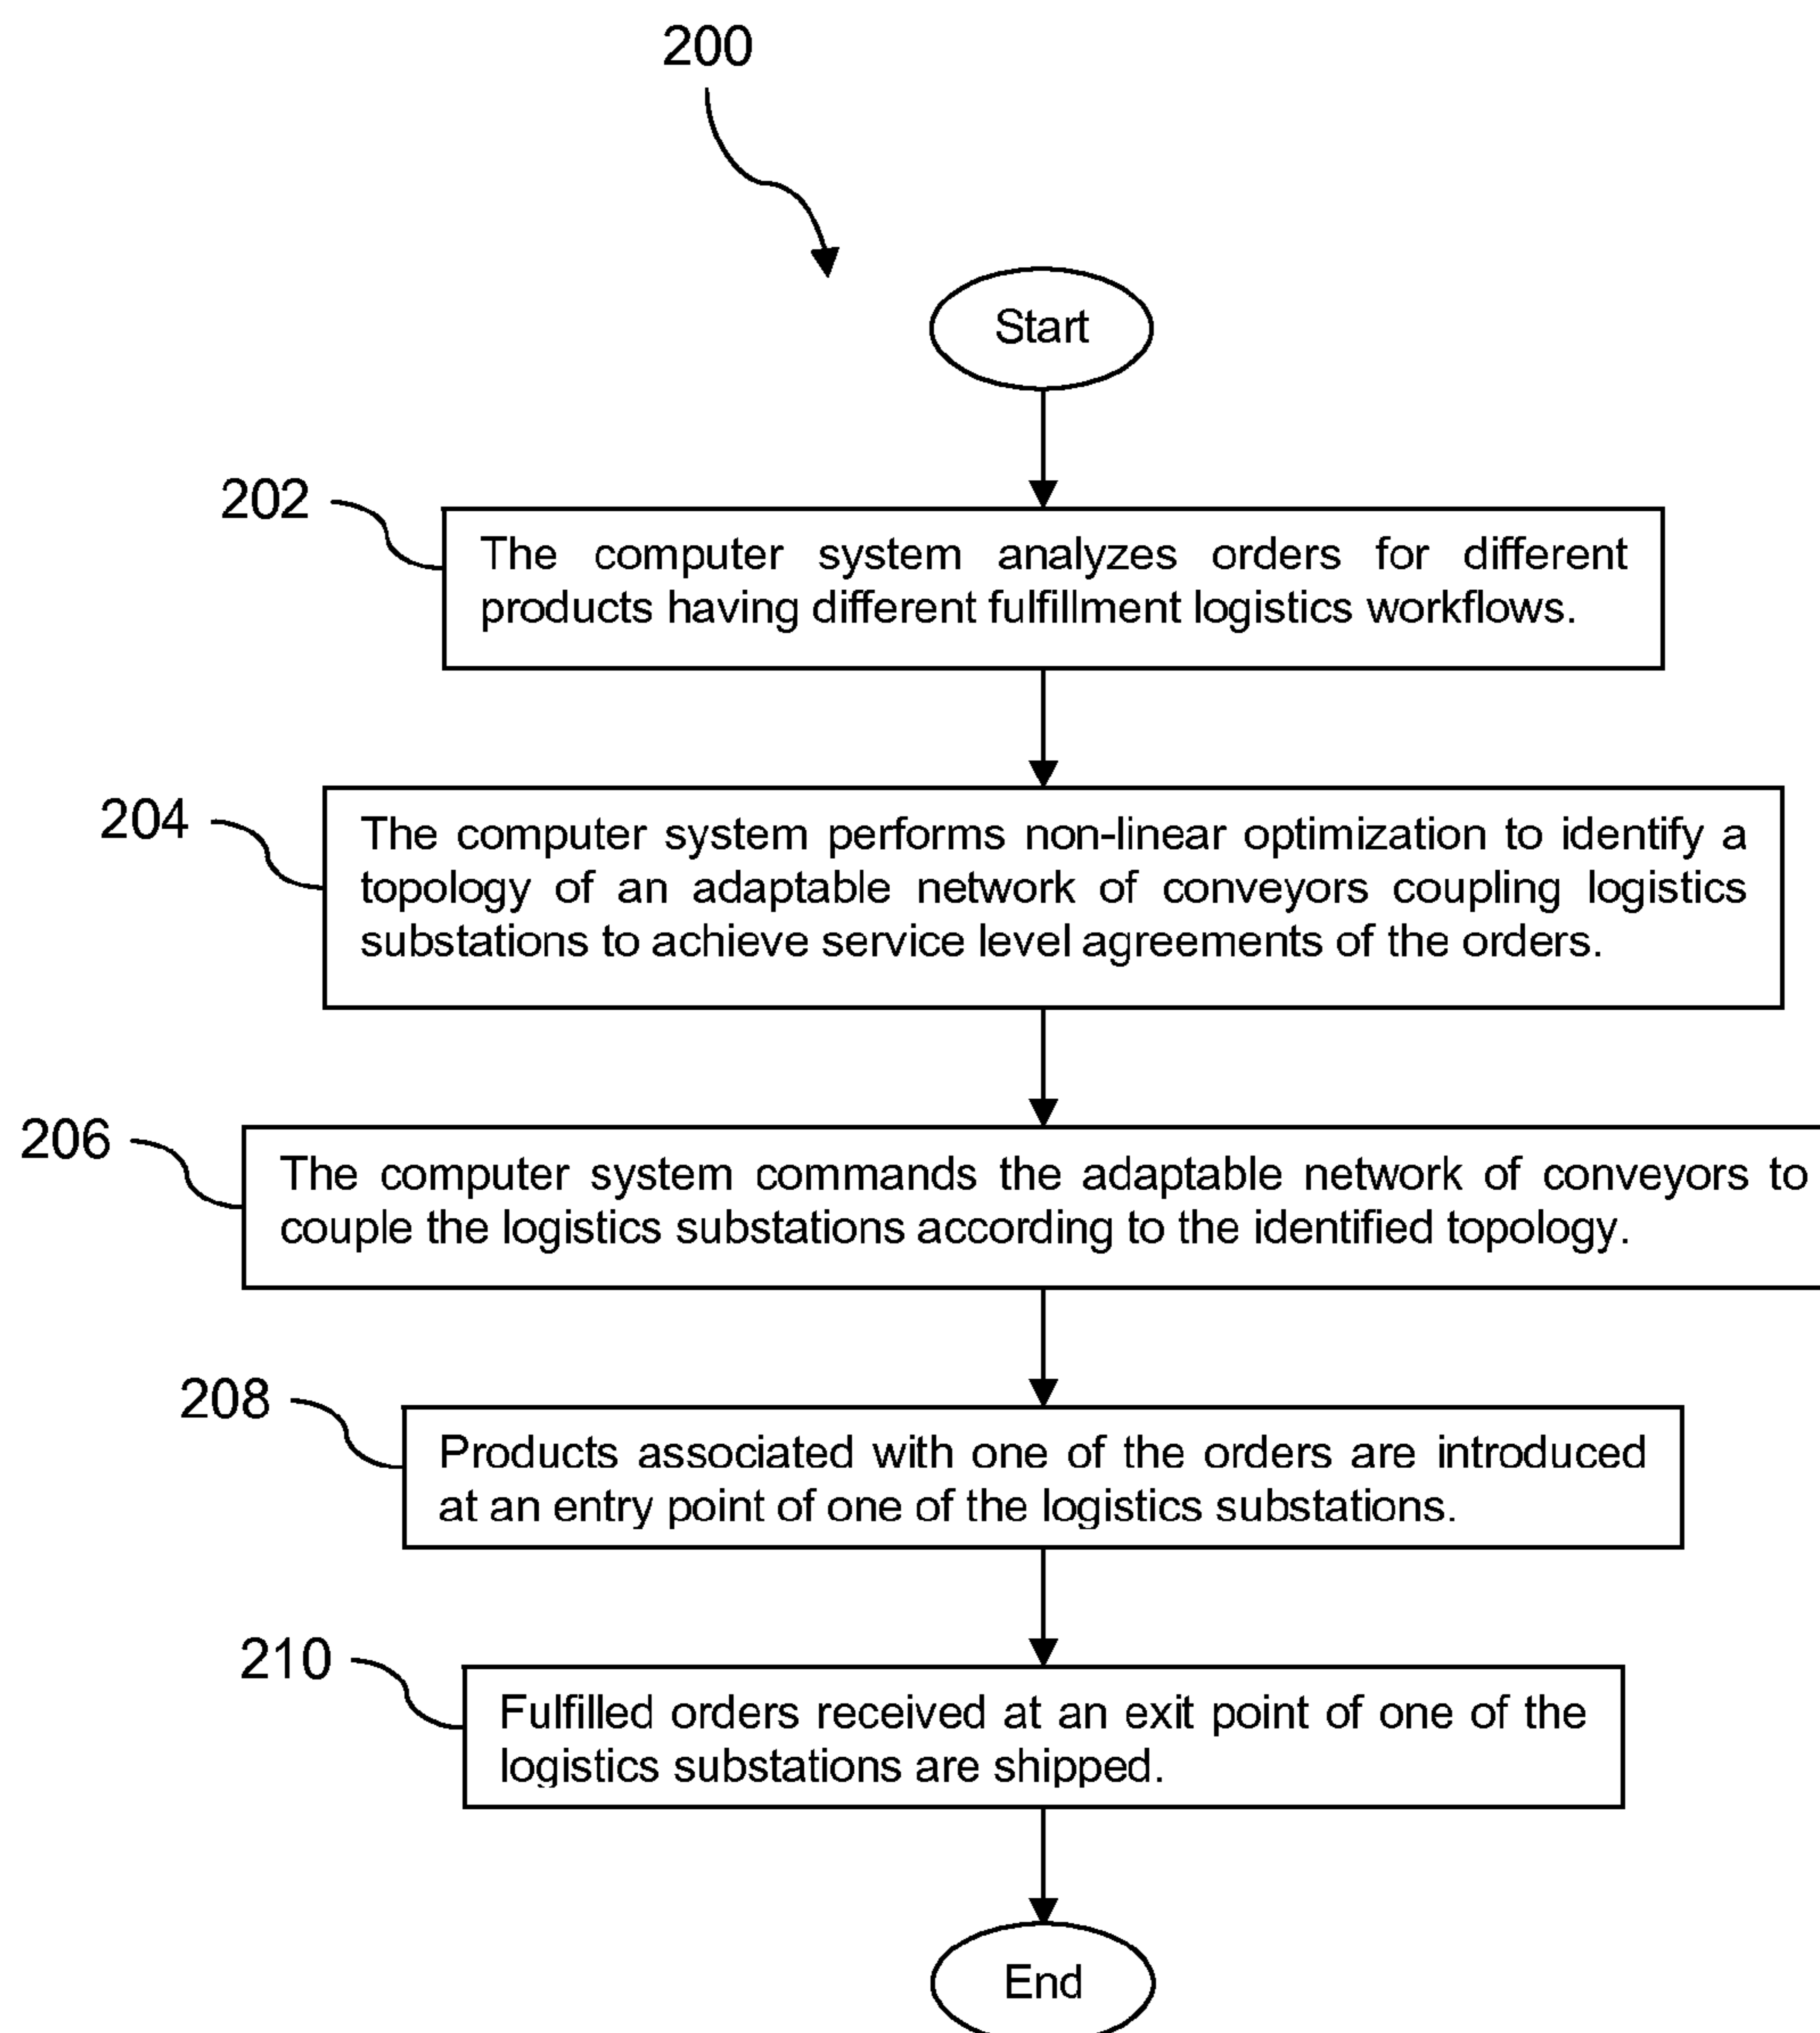 200
Start
202
The computer system analyzes orders for different
products having different fulfillment logistics workflows.
204
The computer system performs non-linear optimization to identify a
topology of an adaptable network of conveyors coupling logistics
substations to achieve service level agreements of the orders.
206
The computer system commands the adaptable network of conveyors to
couple the logistics substations according to the identified topology.
208
Products associated with one of the orders are introduced
at an entry point of one of the logistics substations.
210
Fulfilled orders received at an exit point of one of the
logistics substations are shipped.
End